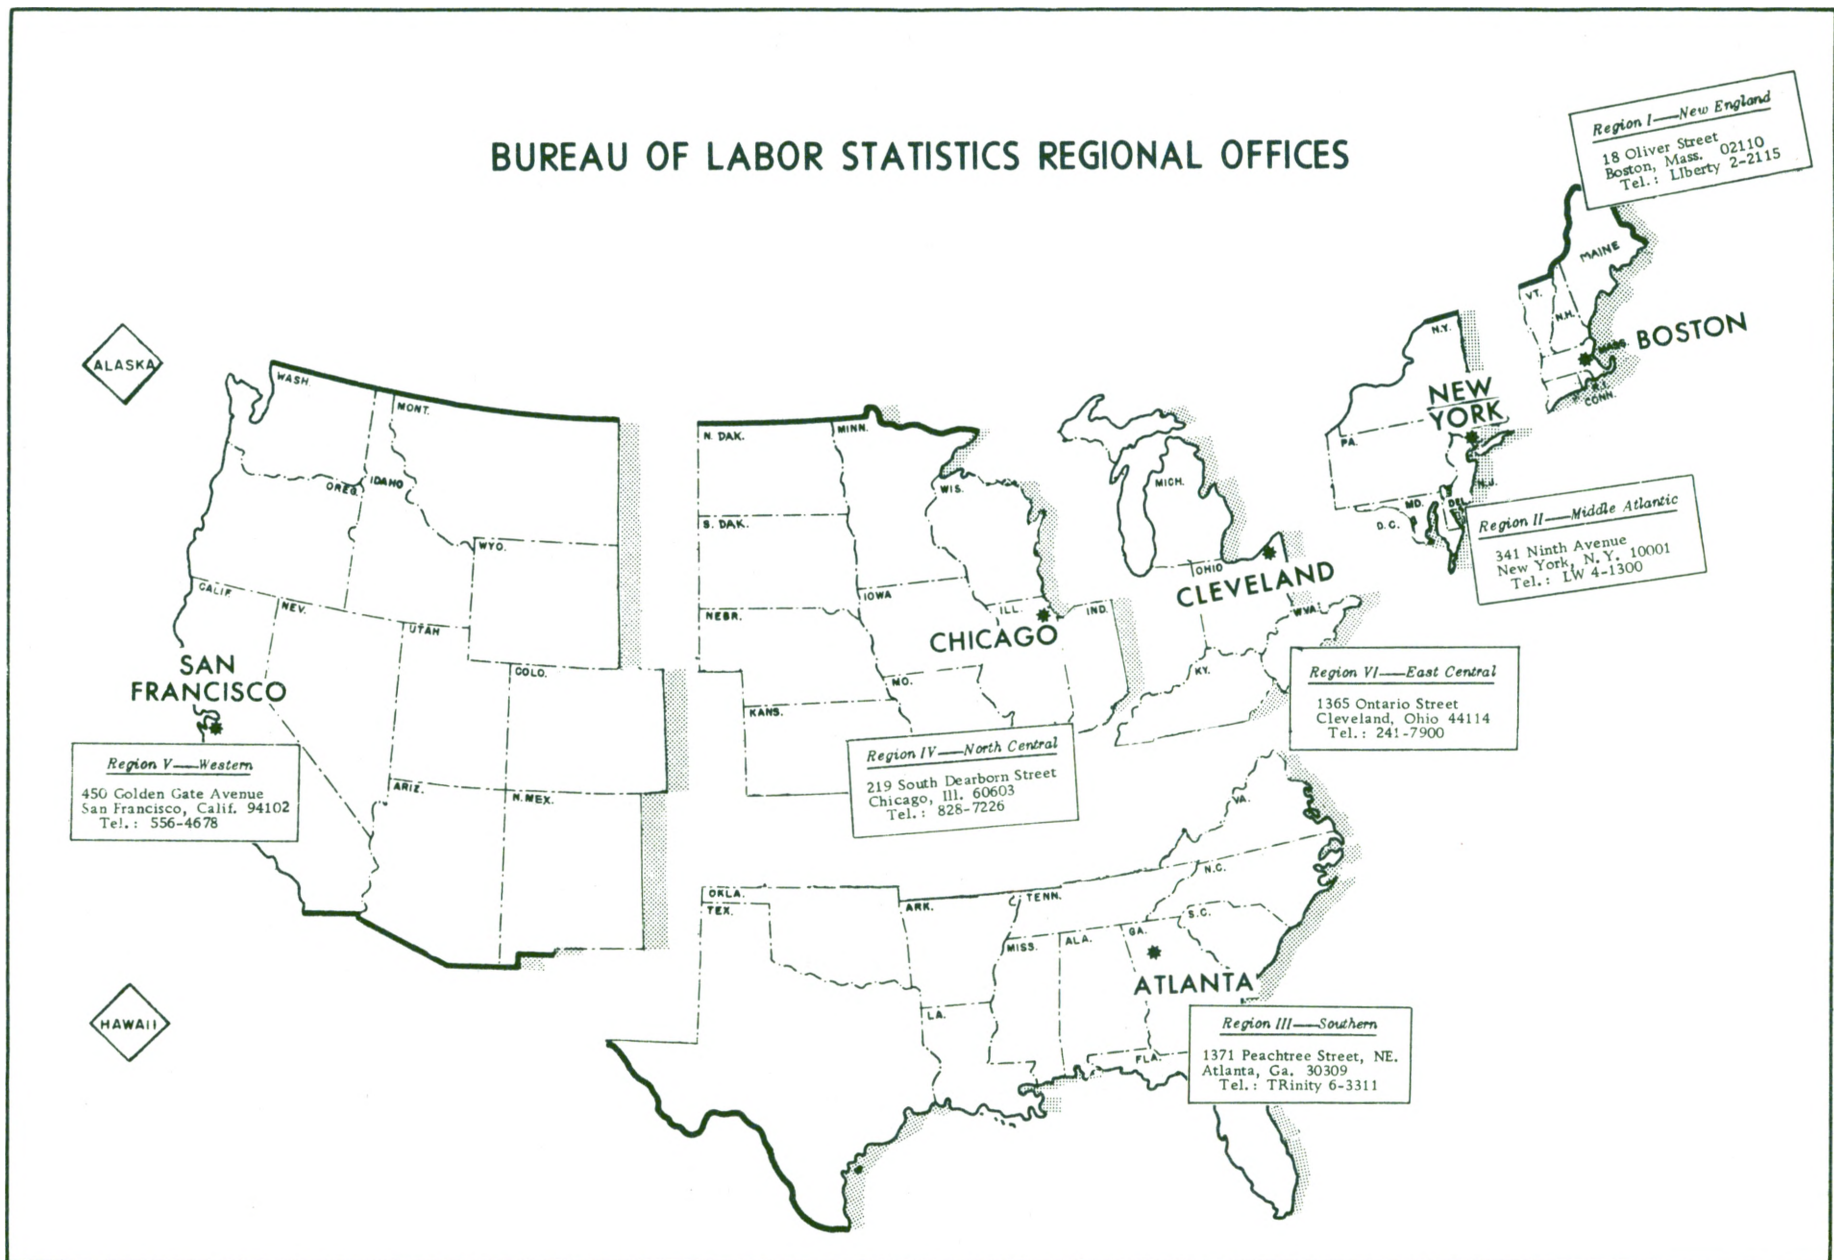 BUREAU OF LABOR STATISTICS REGIONAL OFFICES
Region I—New England
18 Oliver Street
Boston, Mass. 02110
Tel.: LIberty 2-2115
MAINE
VT.
N.H.
MASS.
BOSTON
R.I.
CONN.
N.Y.
NEW
YORK
PA.
N.J.
MD.
DEL.
D.C.
Region II—Middle Atlantic
341 Ninth Avenue
New York, N.Y. 10001
Tel.: LW 4-1300
ALASKA
WASH.
MONT.
OREG.
IDAHO
WYO.
CALIF.
NEV.
UTAH
COLO.
SAN
FRANCISCO
Region V—Western
450 Golden Gate Avenue
San Francisco, Calif. 94102
Tel.: 556-4678
ARIZ.
N.MEX.
HAWAII
N. DAK.
MINN.
S. DAK.
WIS.
IOWA
NEBR.
ILL.
IND.
CHICAGO
MO.
KANS.
Region IV—North Central
219 South Dearborn Street
Chicago, Ill. 60603
Tel.: 828-7226
MICH.
OHIO
CLEVELAND
W.VA.
KY.
Region VI—East Central
1365 Ontario Street
Cleveland, Ohio 44114
Tel.: 241-7900
VA.
N.C.
OKLA.
TEX.
ARK.
TENN.
S.C.
MISS.
ALA.
GA.
ATLANTA
LA.
FLA.
Region III—Southern
1371 Peachtree Street, NE.
Atlanta, Ga. 30309
Tel.: TRinity 6-3311